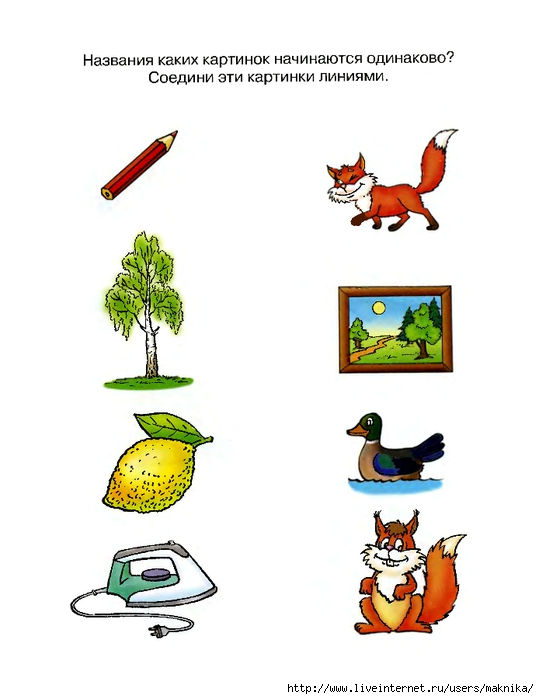 Названия каких картинок начинаются одинаково?
Соедини эти картинки линиями.
http://www.liveinternet.ru/users/maknika/